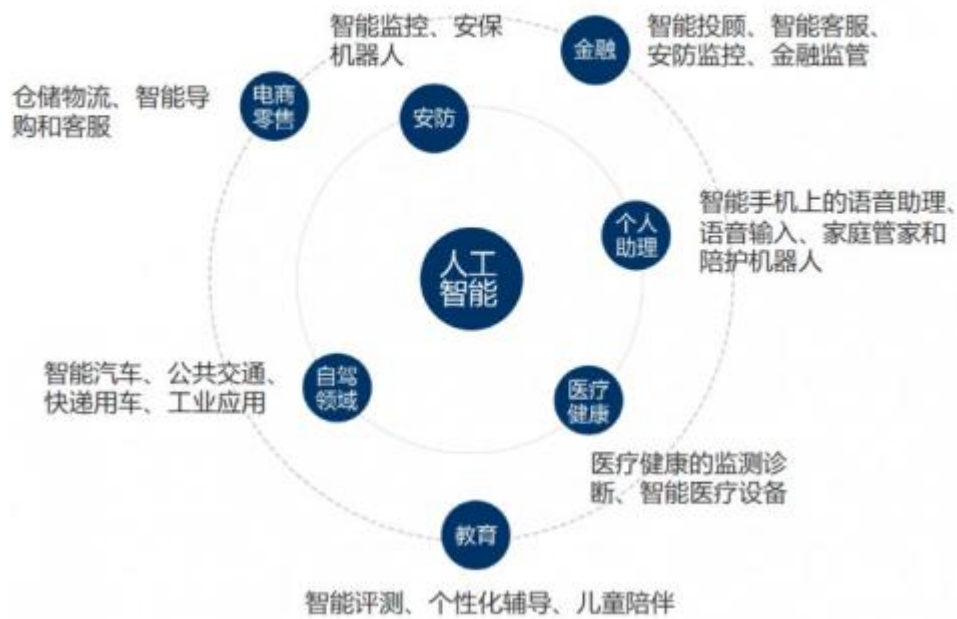 智能监控、安保
机器人
金融
智能投顾、智能客服、
安防监控、金融监管
仓储物流、智能导
购和客服
电商
零售
安防
个人
助理
智能手机上的语音助理、
语音输入、家庭管家和
陪护机器人
人工
智能
智能汽车、公共交通、
快递用车、工业应用
自驾
领域
医疗
健康
医疗健康的监测诊
断、智能医疗设备
教育
智能评测、个性化辅导、儿童陪伴